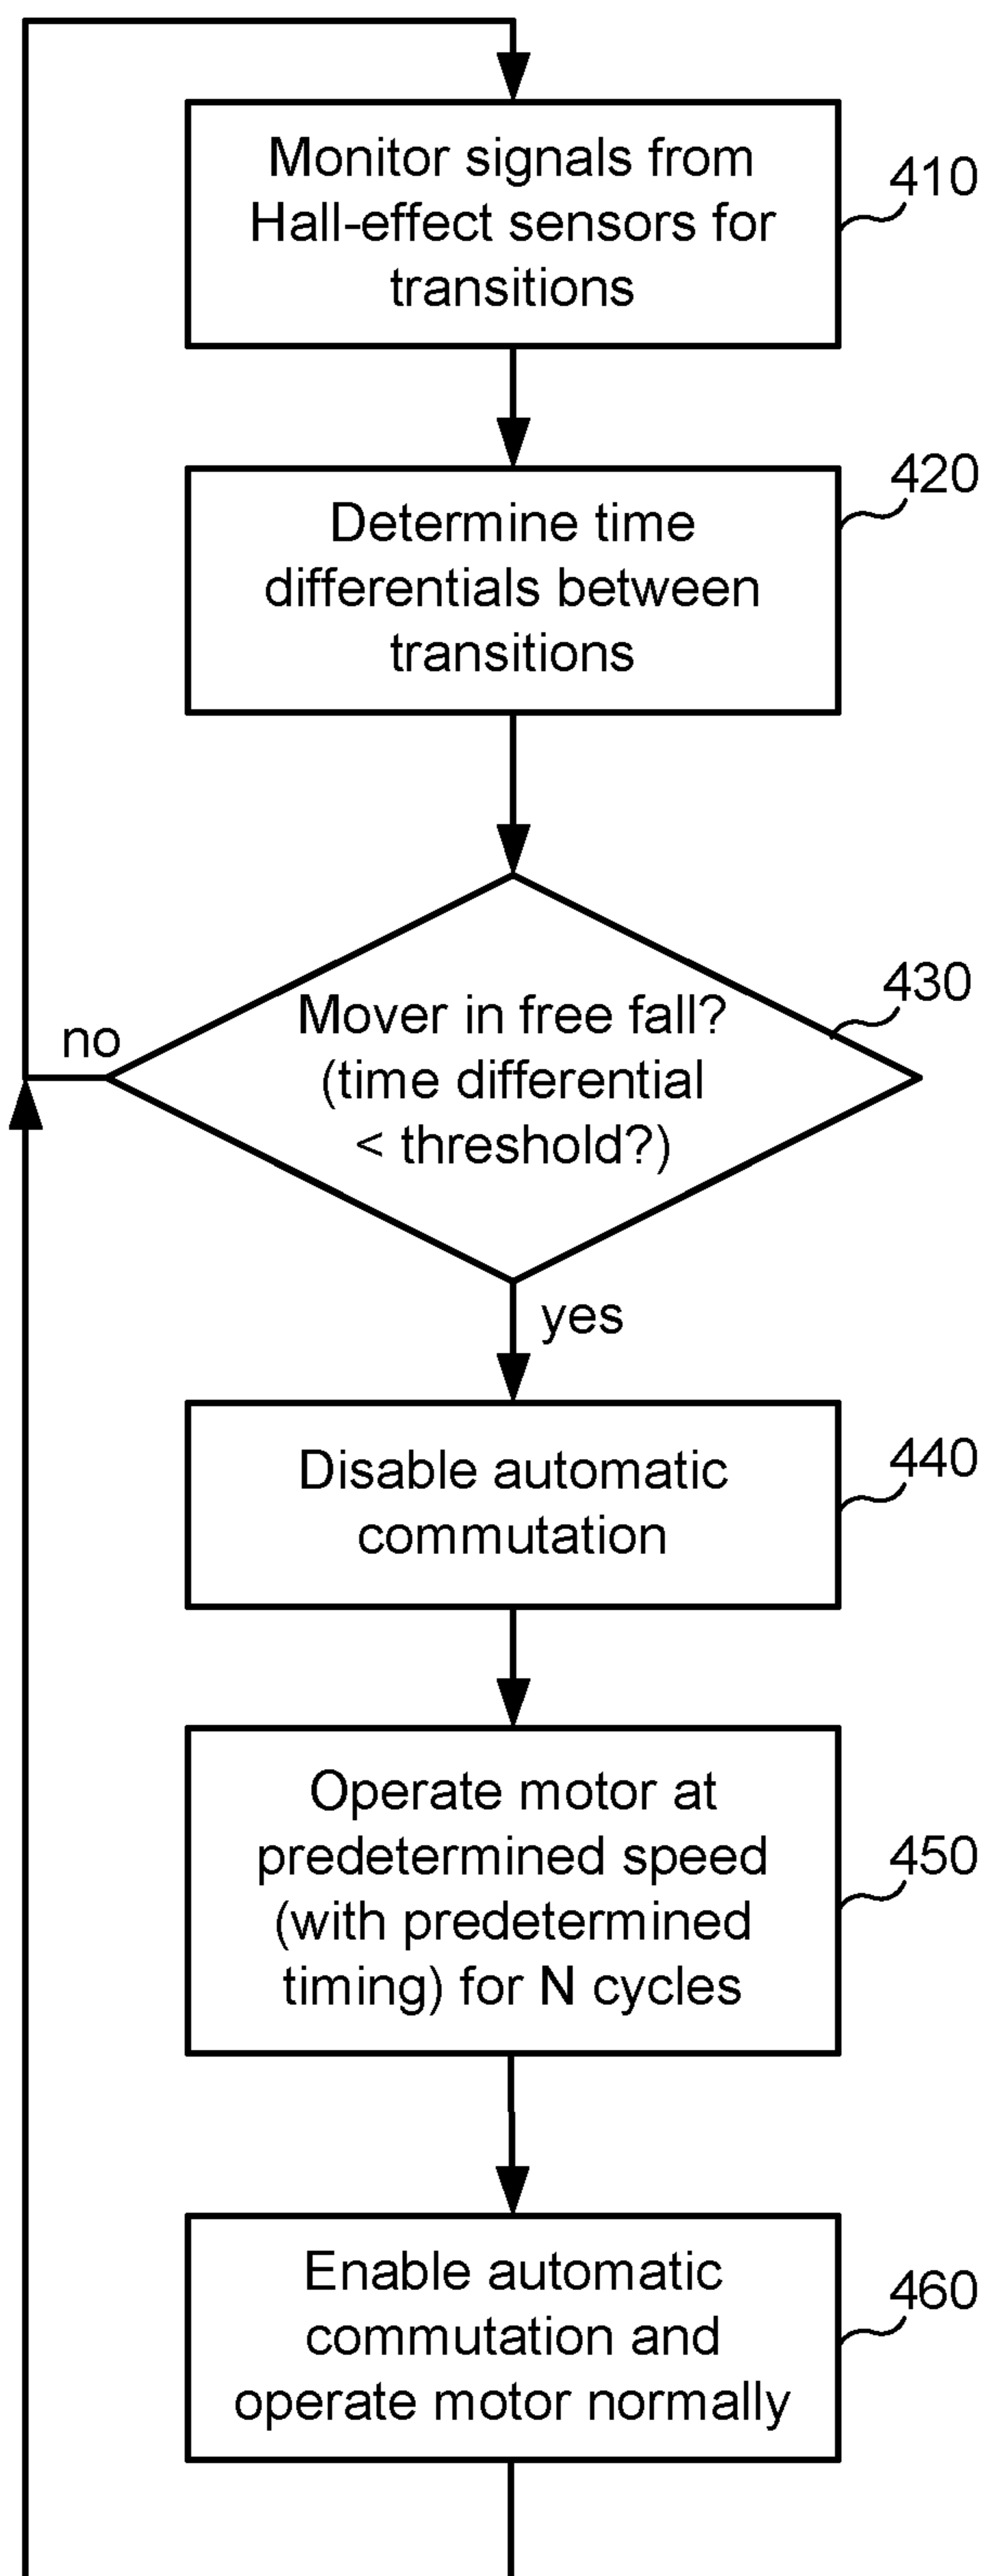 Monitor signals from
Hall-effect sensors for
transitions
410
Determine time
differentials between
transitions
420
Mover in free fall?
(time differential
< threshold?)
430
no
yes
Disable automatic
commutation
440
Operate motor at
predetermined speed
(with predetermined
timing) for N cycles
450
Enable automatic
commutation and
operate motor normally
460